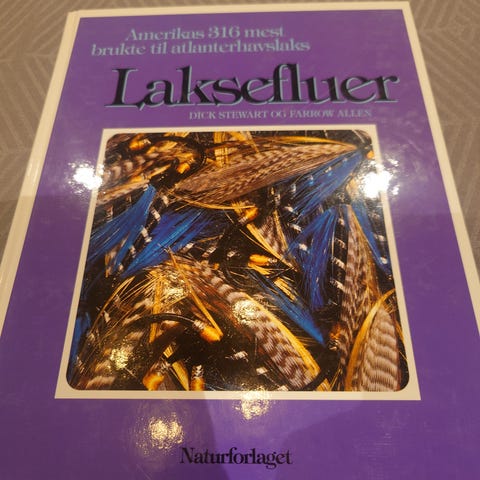 Amerikas 316 mest
brukte til atlanterhavslaks
Laksefluer
DICK STEWART OG FARROW ALLEN
Naturforlaget